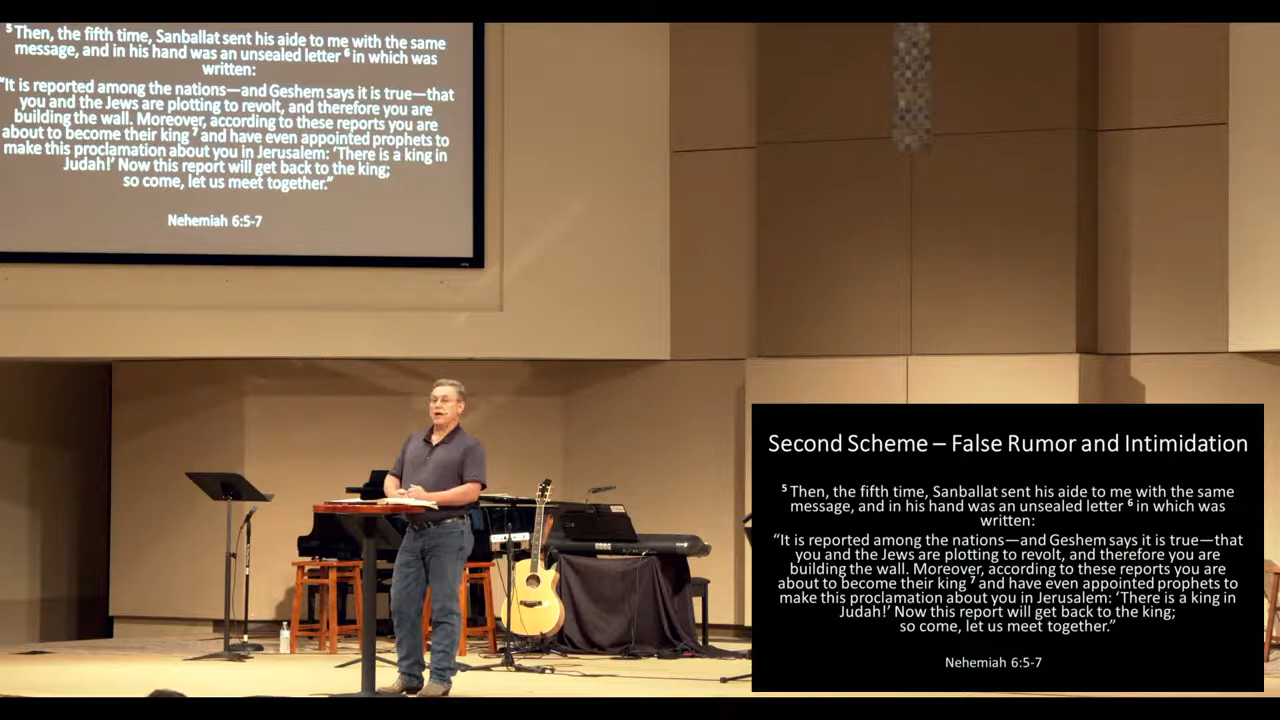 5 Then, the fifth time, Sanballat sent his aide to me with the same
message, and in his hand was an unsealed letter 6 in which was
written:
"It is reported among the nations—and Geshem says it is true—that
you and the Jews are plotting to revolt, and therefore you are
building the wall. Moreover, according to these reports you are
about to become their king 7 and have even appointed prophets to
make this proclamation about you in Jerusalem: ‘There is a king in
Judah!’ Now this report will get back to the king;
so come, let us meet together.”
Nehemiah 6:5-7
KORG
Second Scheme – False Rumor and Intimidation
5 Then, the fifth time, Sanballat sent his aide to me with the same
message, and in his hand was an unsealed letter 6 in which was
written:
“It is reported among the nations—and Geshem says it is true—that
you and the Jews are plotting to revolt, and therefore you are
building the wall. Moreover, according to these reports you are
about to become their king 7 and have even appointed prophets to
make this proclamation about you in Jerusalem: ‘There is a king in
Judah!’ Now this report will get back to the king;
so come, let us meet together.”
Nehemiah 6:5-7